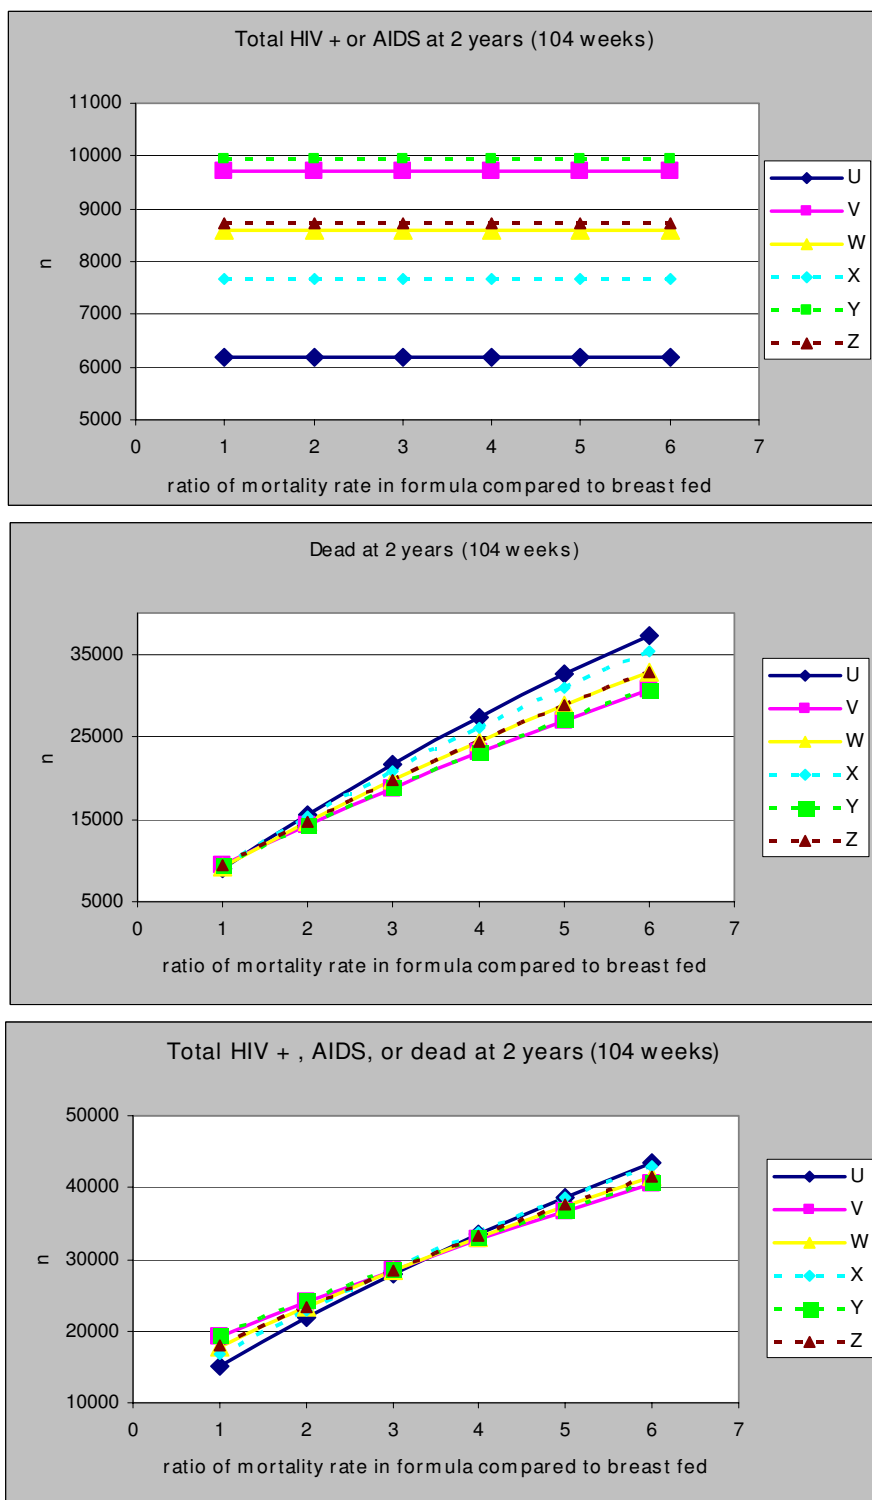 Total HIV + or AIDS at 2 years (104 weeks)
11000
10000
9000
8000
7000
6000
5000
n
0 1 2 3 4 5 6 7
ratio of mortality rate in formula compared to breast fed
U
V
W
X
Y
Z
Dead at 2 years (104 weeks)
35000
25000
15000
5000
n
0 1 2 3 4 5 6 7
ratio of mortality rate in formula compared to breast fed
U
V
W
X
Y
Z
Total HIV + , AIDS, or dead at 2 years (104 weeks)
50000
40000
30000
20000
10000
n
0 1 2 3 4 5 6 7
ratio of mortality rate in formula compared to breast fed
U
V
W
X
Y
Z